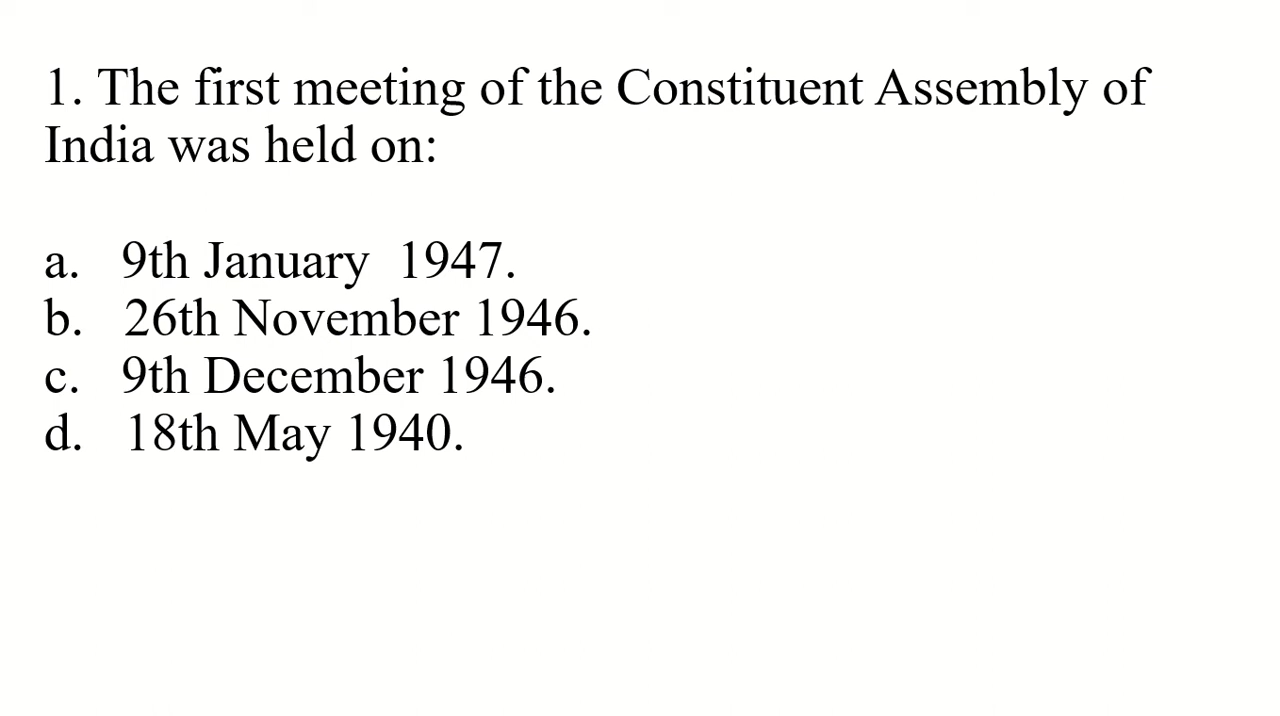 1. The first meeting of the Constituent Assembly of
India was held on:
a. 9th January 1947.
b. 26th November 1946.
c. 9th December 1946.
d. 18th May 1940.